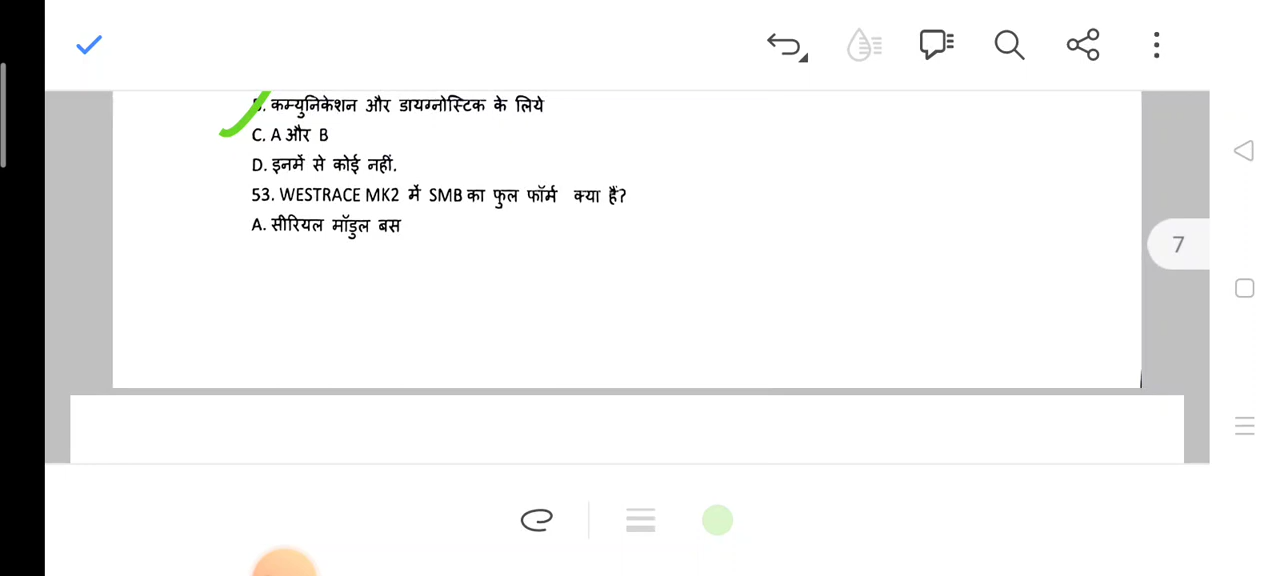 B. कम्युनिकेशन और डायग्नोस्टिक के लिये
C. A और B
D. इनमें से कोई नहीं.
53. WESTRACE MK2 में SMB का फुल फॉर्म क्या हैं?
A. सीरियल मॉडुल बस
7